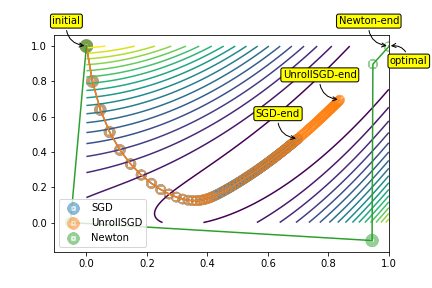 initial
Newton-end
optimal
UnrollSGD-end
SGD-end
1.0
0.8
0.6
0.4
0.2
0.0
SGD
UnrollSGD
Newton
0.0 0.2 0.4 0.6 0.8 1.0